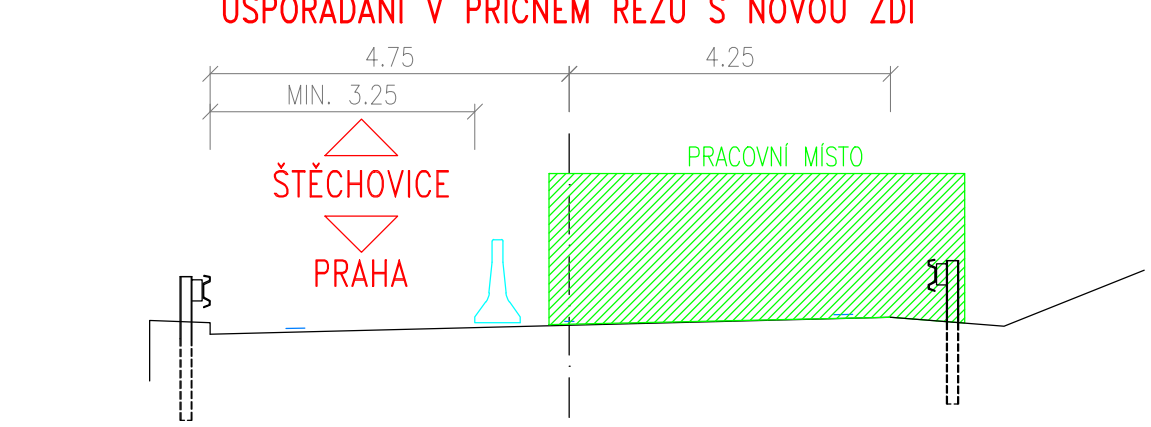 USPOŘÁDÁNÍ V PŘÍČNÉM ŘEZU S NOVOU ZDÍ
4.75 4.25
MIN. 3.25
PRACOVNÍ MÍSTO
ŠTĚCHOVICE
PRAHA